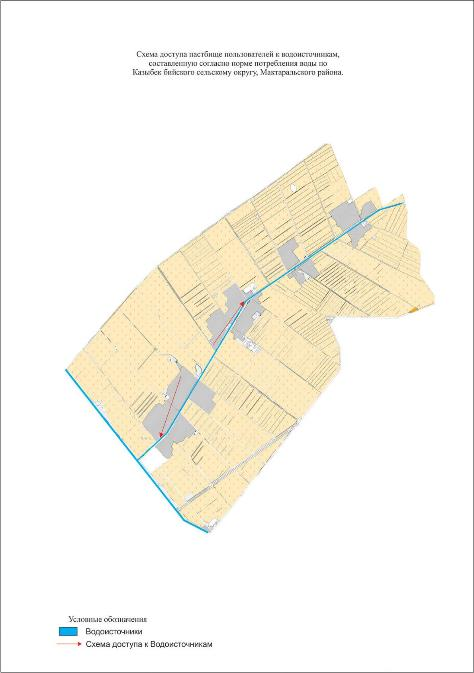 Схема доступа пастбище пользователей к водоисточникам,
составленную согласно норме потребления воды по
Казыбек бийского сельскому округу, Мактаральского района.
Условные обозначения
Водоисточники
Схема доступа к Водоисточникам